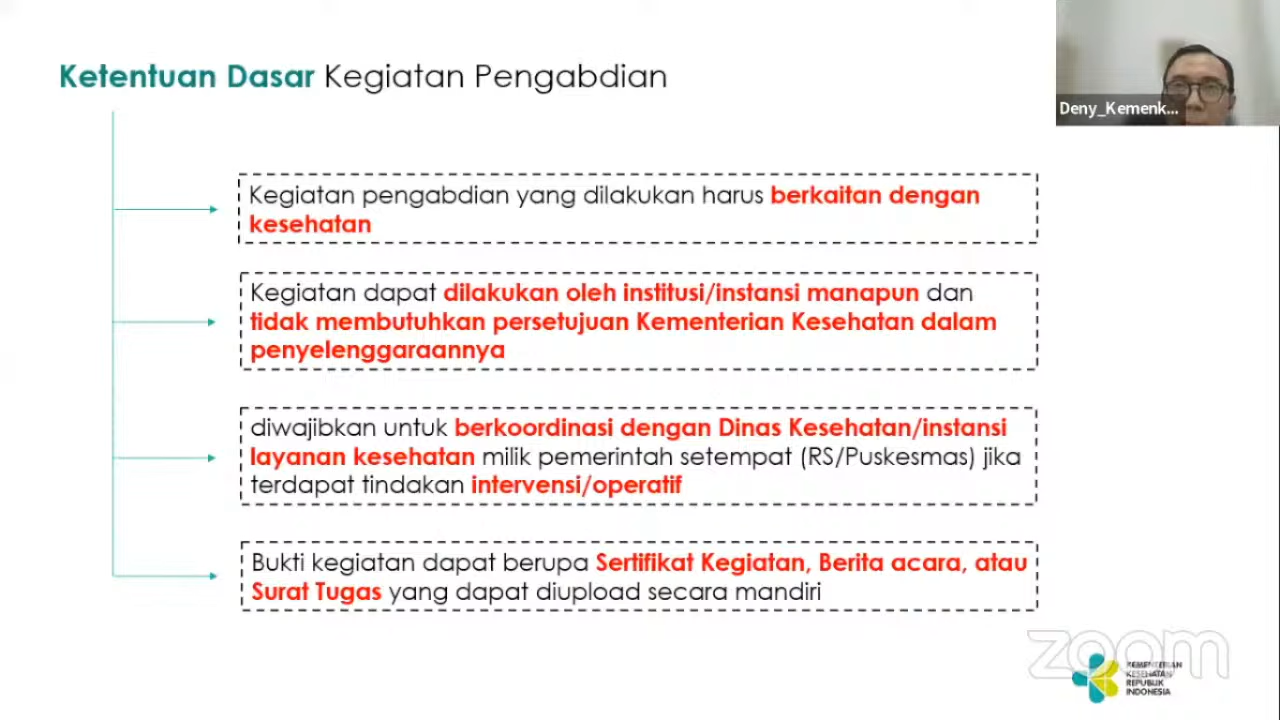 Ketentuan Dasar Kegiatan Pengabdian
Deny_Kemenk...
Kegiatan pengabdian yang dilakukan harus berkaitan dengan
kesehatan
Kegiatan dapat dilakukan oleh institusi/instansi manapun dan
tidak membutuhkan persetujuan Kementerian Kesehatan dalam
penyelenggaraannya
diwajibkan untuk berkoordinasi dengan Dinas Kesehatan/instansi
layanan kesehatan milik pemerintah setempat (RS/Puskesmas) jika
terdapat tindakan intervensi/operatif
Bukti kegiatan dapat berupa Sertifikat Kegiatan, Berita acara, atau
Surat Tugas yang dapat diupload secara mandiri
zoom
KEMENTERIAN
KESEHATAN
REPUBLIK
INDONESIA